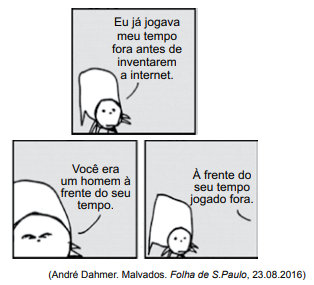 Eu já jogava
meu tempo
fora antes de
inventarem
a internet.
Você era
um homem à
frente do seu
tempo.
À frente do
seu tempo
jogado fora.
(André Dahmer. Malvados. Folha de S.Paulo, 23.08.2016)